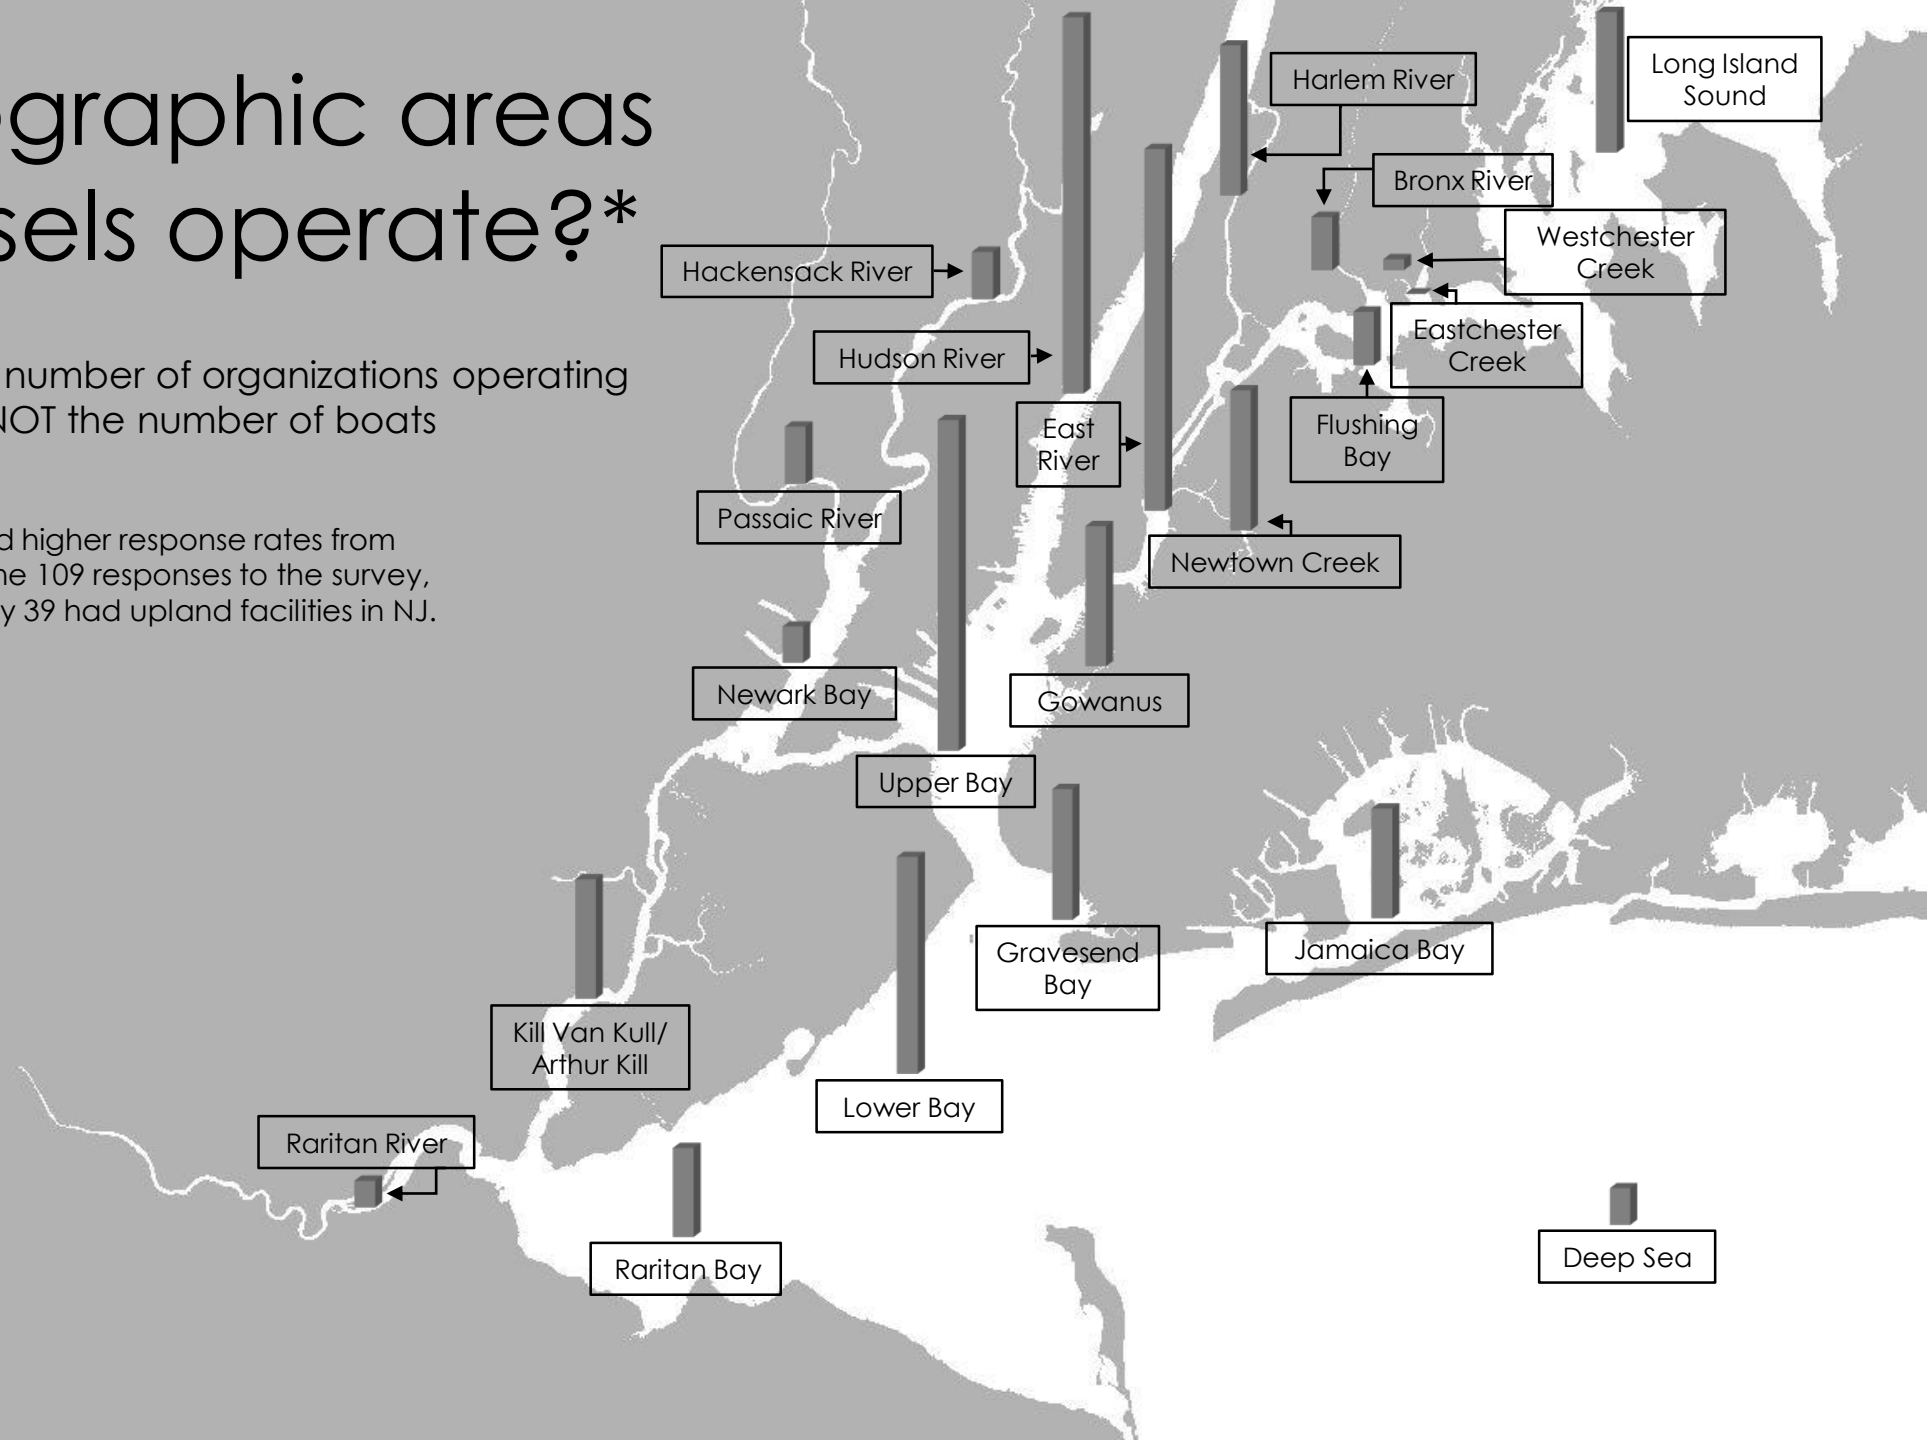 ographic areas
sels operate?*
number of organizations operating
NOT the number of boats
d higher response rates from
he 109 responses to the survey,
y 39 had upland facilities in NJ.
Long Island
Sound
Harlem River
Bronx River
Westchester
Creek
Hackensack River
Eastchester
Creek
Hudson River
East
River
Flushing
Bay
Passaic River
Newtown Creek
Newark Bay
Gowanus
Upper Bay
Gravesend
Bay
Jamaica Bay
Kill Van Kull/
Arthur Kill
Lower Bay
Raritan River
Raritan Bay
Deep Sea